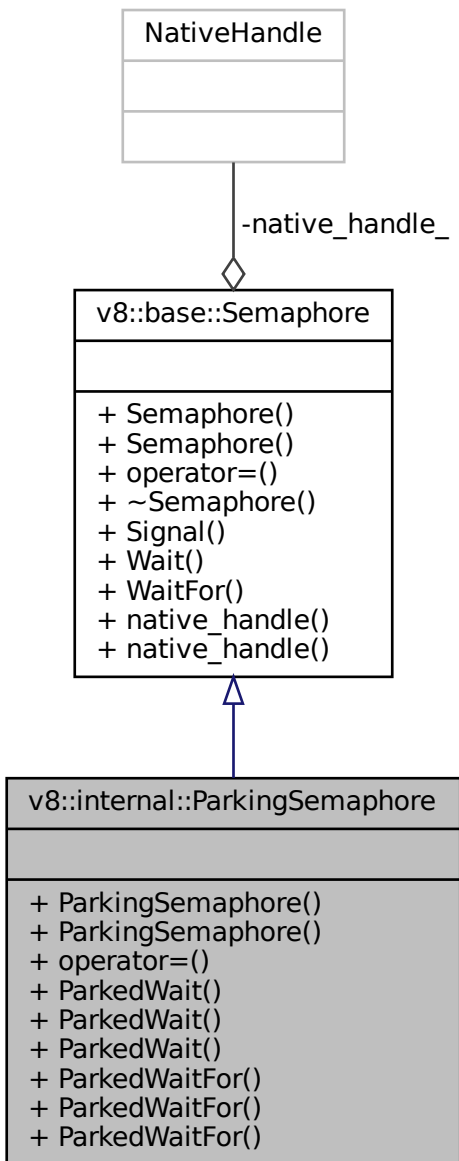 NativeHandle
-native_handle_
v8::base::Semaphore
+ Semaphore()
+ Semaphore()
+ operator=()
+ ~Semaphore()
+ Signal()
+ Wait()
+ WaitFor()
+ native_handle()
+ native_handle()
v8::internal::ParkingSemaphore
+ ParkingSemaphore()
+ ParkingSemaphore()
+ operator=()
+ ParkedWait()
+ ParkedWait()
+ ParkedWait()
+ ParkedWaitFor()
+ ParkedWaitFor()
+ ParkedWaitFor()